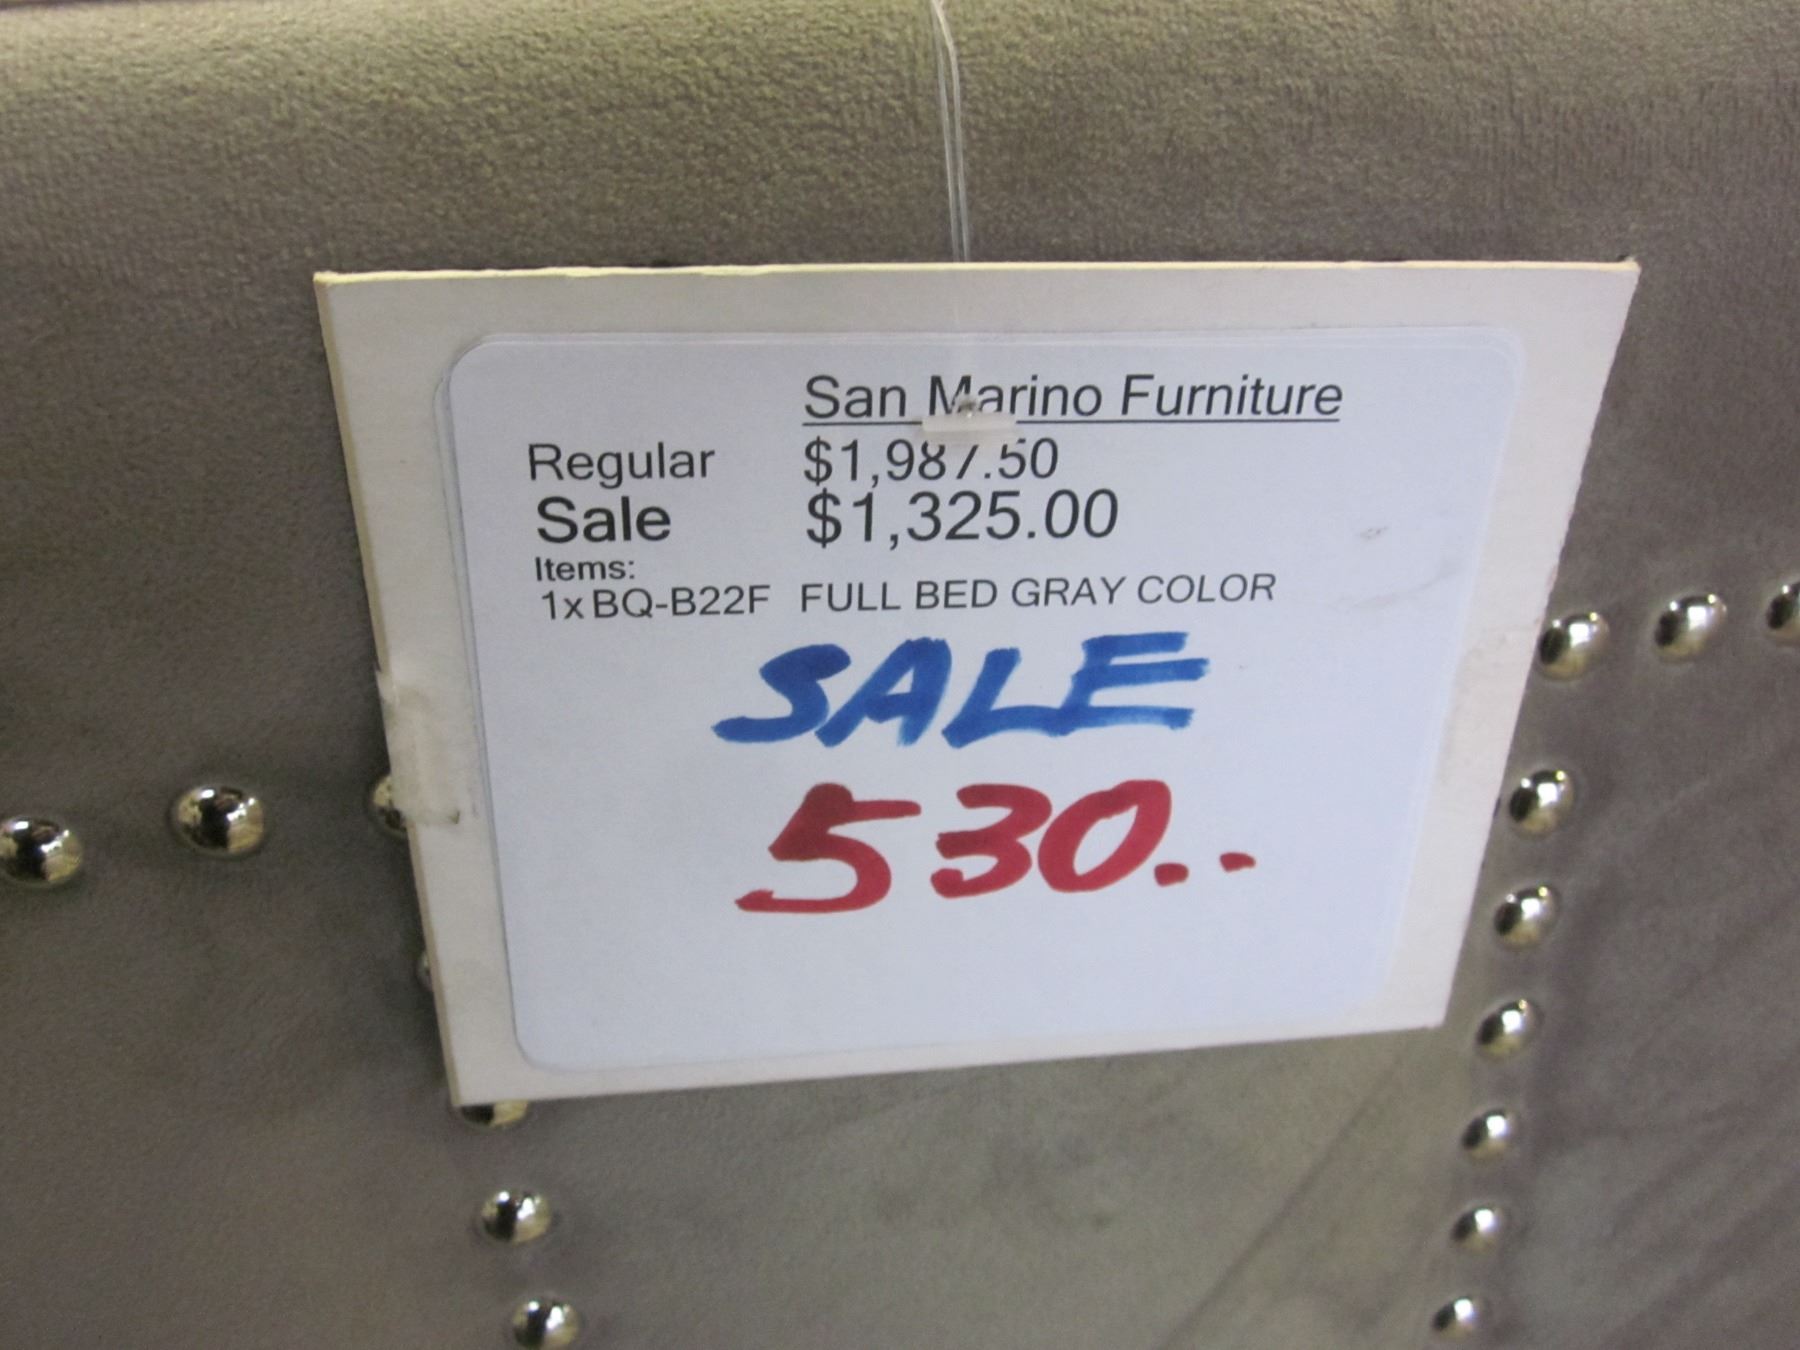 San Marino Furniture
Regular $1,987.50
Sale $1,325.00
Items:
1x BQ-B22F FULL BED GRAY COLOR
SALE
530..